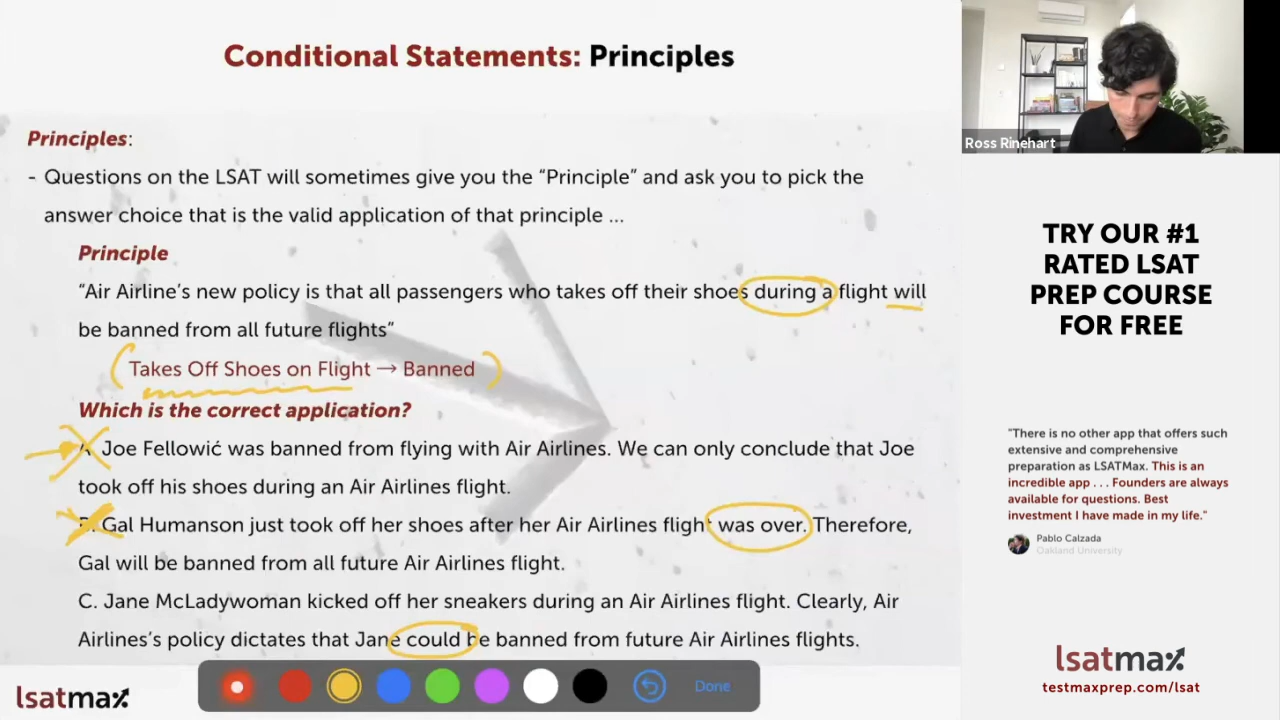 Conditional Statements: Principles
Ross Rinehart
Principles:
- Questions on the LSAT will sometimes give you the “Principle” and ask you to pick the
answer choice that is the valid application of that principle ...
Principle
“Air Airline’s new policy is that all passengers who takes off their shoes during a flight will
be banned from all future flights”
Takes Off Shoes on Flight → Banned
Which is the correct application?
A. Joe Fellowić was banned from flying with Air Airlines. We can only conclude that Joe
took off his shoes during an Air Airlines flight.
B. Gal Humanson just took off her shoes after her Air Airlines flight was over. Therefore,
Gal will be banned from all future Air Airlines flight.
C. Jane McLadywoman kicked off her sneakers during an Air Airlines flight. Clearly, Air
Airlines’s policy dictates that Jane could be banned from future Air Airlines flights.
Done
lsatmax
TRY OUR #1
RATED LSAT
PREP COURSE
FOR FREE
"There is no other app that offers such
extensive and comprehensive
preparation as LSATMax. This is an
incredible app . . . Founders are always
available for questions. Best
investment I have made in my life."
Pablo Calzada
Oakland University
lsatmax
testmaxprep.com/lsat